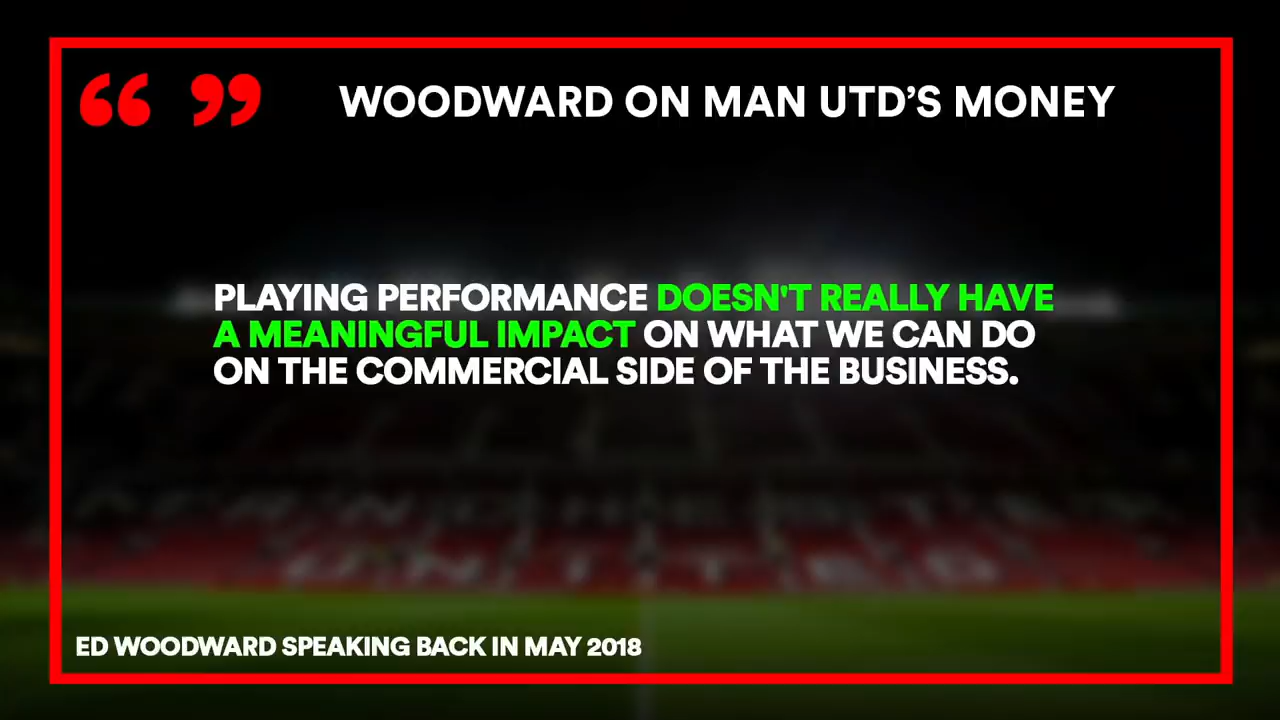 “ ” WOODWARD ON MAN UTD’S MONEY
PLAYING PERFORMANCE DOESN'T REALLY HAVE
A MEANINGFUL IMPACT ON WHAT WE CAN DO
ON THE COMMERCIAL SIDE OF THE BUSINESS.
UNITED
ED WOODWARD SPEAKING BACK IN MAY 2018